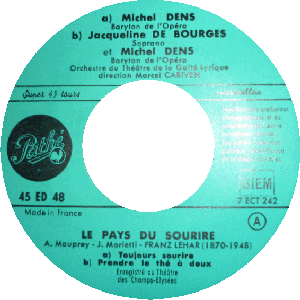 a) Michel DENS
Baryton de l'Opéra
b) Jacqueline DE BOURGES
Soprano
et Michel DENS
Baryton de l'Opéra
Orchestre du Théâtre de la Gaîté Lyrique
direction Marcel CARIVEN
Super 45 tours
Pathé
45 ED 48
BIEM
7 ECT 242
Made in France
A
LE PAYS DU SOURIRE
A. Mauprey - J. Marietti - FRANZ LEHAR (1870-1948)
a) Toujours sourire
b) Prendre le thé à deux
Enregistré au Théâtre
des Champs-Elysées